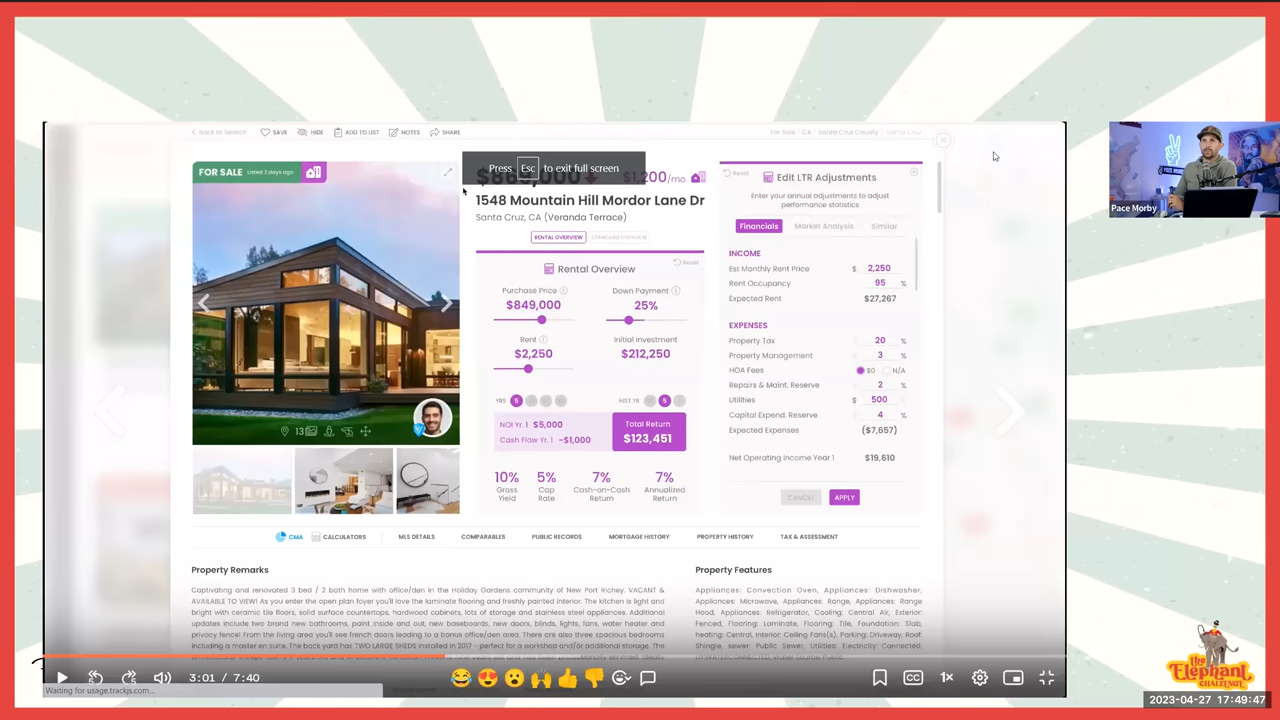 Back to Search
SAVE
HIDE
ADD TO LIST
NOTES
SHARE
For Sale | CA | Santa Cruz County | Santa Cruz
FOR SALE Listed 3 days ago
Press Esc to exit full screen
$1,200/mo.
1548 Mountain Hill Mordor Lane Dr
Santa Cruz, CA (Veranda Terrace)
RENTAL OVERVIEW
STANDARD OVERVIEW
Reset
Rental Overview
Purchase Price
$849,000
Down Payment
25%
Rent
$2,250
Initial Investment
$212,250
YRS 5
HIST YR 5
NOI Yr. 1 $5,000
Cash Flow Yr. 1 -$1,000
Total Return
$123,451
10%
Gross
Yield
5%
Cap
Rate
7%
Cash-on-Cash
Return
7%
Annualized
Return
13
Reset
Edit LTR Adjustments
Enter your annual adjustments to adjust
performance statistics
Financials
Market Analysis
Similar
INCOME
Est Monthly Rent Price $ 2,250
Rent Occupancy 95 %
Expected Rent $27,267
EXPENSES
Property Tax 20 %
Property Management 3 %
HOA Fees $0 N/A
Repairs & Maint. Reserve 2 %
Utilities $ 500
Capital Expend. Reserve 4 %
Expected Expenses ($7,657)
Net Operating Income Year 1 $19,610
CANCEL
APPLY
CMA
CALCULATORS
MLS DETAILS
COMPARABLES
PUBLIC RECORDS
MORTGAGE HISTORY
PROPERTY HISTORY
TAX & ASSESSMENT
Property Remarks
Captivating and renovated 3 bed / 2 bath home with office/den in the Holiday Gardens community of New Port Richey. VACANT &
AVAILABLE TO VIEW! As you enter the open plan foyer you'll love the laminate flooring and freshly painted interior. The kitchen is light and
bright with ceramic tile floors, solid surface countertops, hardwood cabinets, lots of storage and stainless steel appliances. Additional
updates include two brand new bathrooms, paint inside and out, new baseboards, new doors, blinds, lights, fans, water heater and
privacy fence! From the living area you'll see french doors leading to a bonus office/den area. There are also three spacious bedrooms
including a master en suite. The back yard has TWO LARGE SHEDS installed in 2017 - perfect for a workshop and/or additional storage. The
Property Features
Appliances: Convection Oven, Appliances: Dishwasher,
Appliances: Microwave, Appliances: Range, Appliances: Range
Hood, Appliances: Refrigerator, Cooling: Central Air, Exterior:
Fenced, Flooring: Laminate, Flooring: Tile, Foundation: Slab,
heating: Central, Interior: Ceiling Fans(s), Parking: Driveway, Roof:
Shingle, sewer: Public Sewer, Utilities: Electricity Connected,
3:01 / 7:40
CC
1×
Waiting for usage.trackjs.com...
Pace Morby
the
Elephant
CHALLENGE
2023-04-27 17:49:47